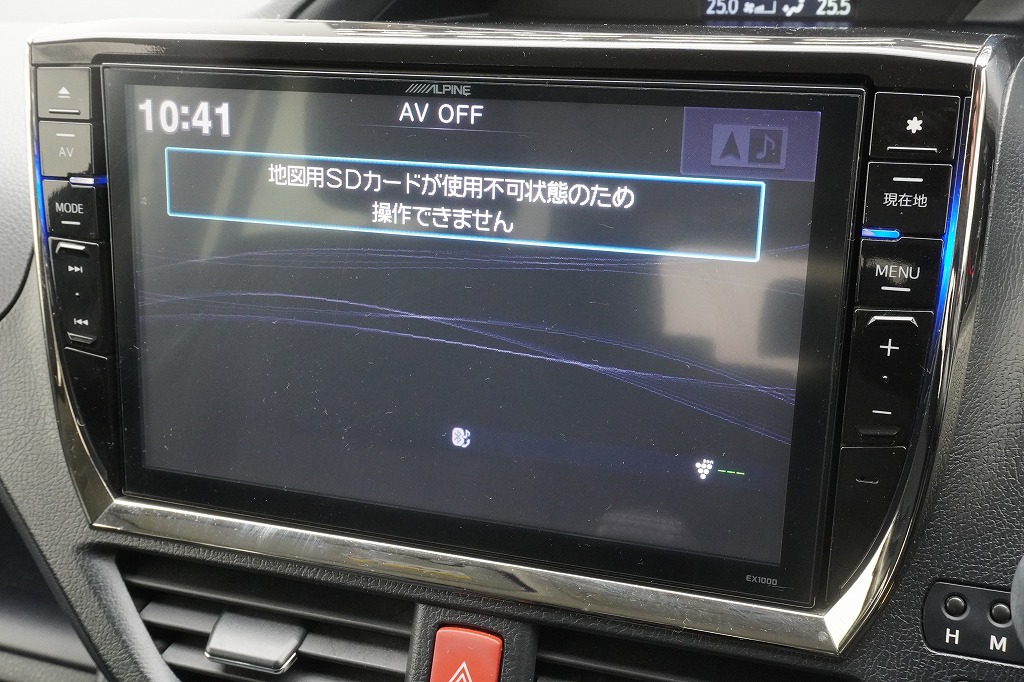 25.0 25.5
ALPINE
10:41
AV OFF
地図用SDカードが使用不可状態のため
操作できません
AV
MODE
現在地
MENU
+
−
EX1000
H M